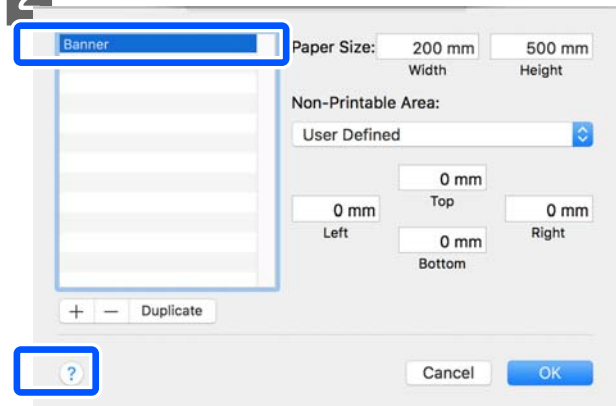 2
Banner
Paper Size: 200 mm 500 mm
Width Height
Non-Printable Area:
User Defined
0 mm
Top
0 mm 0 mm
Left Right
0 mm
Bottom
+ − Duplicate
? Cancel OK